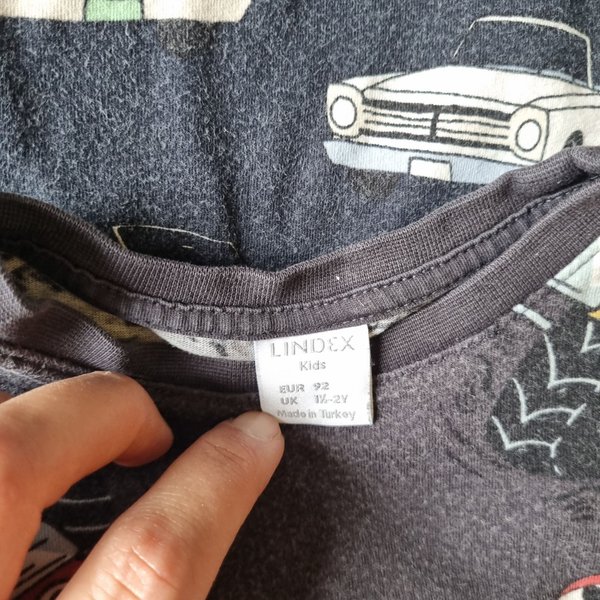 LINDEX
Kids
EUR 92
UK 1½-2Y
Made in Turkey